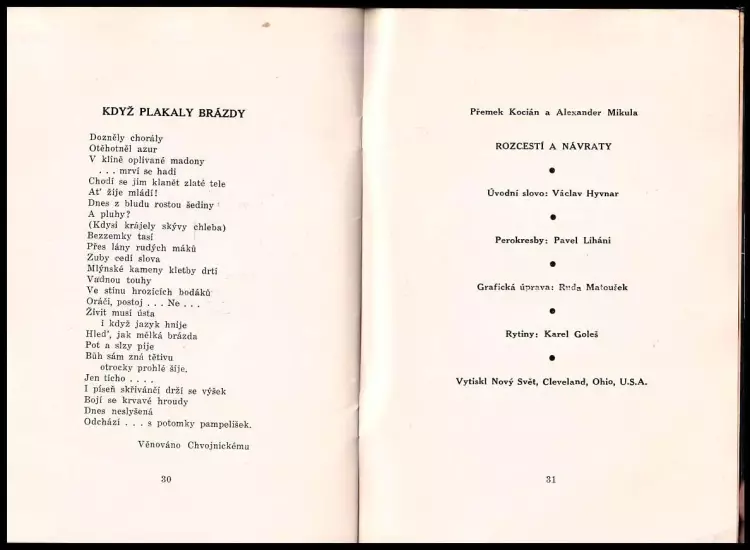 KDYŽ PLAKALY BRÁZDY
Dozněly chorály
Otěhotněl azur
V klíně oplivané madony
. . . mrví se hadi
Chodí se jím klanět zlaté tele
Ať žije mládí!
Dnes z bludu rostou šediny
A pluhy?
(Kdysi krájely skývy chleba)
Bezzemky tasí
Přes lány rudých máků
Zuby cedí slova
Mlýnské kameny kletby drtí
Vadnou touhy
Ve stínu hrozících bodáků
Oráči, postoj . . . Ne . . .
Živit musí ústa
i když jazyk hnije
Hleď, jak mělká brázda
Pot a slzy pije
Bůh sám zná tětivu
otrocky prohlé šíje.
Jen ticho . . . .
I píseň skřívánčí drží se výšek
Bojí se krvavé hroudy
Dnes neslyšená
Odchází . . . s potomky pampelišek.
Věnováno Chvojnickému
30
Přemek Kocián a Alexander Mikula
ROZCESTÍ A NÁVRATY
●
Úvodní slovo: Václav Hyvnar
●
Perokresby: Pavel Liháni
●
Grafická úprava: Ruda Matoušek
●
Rytiny: Karel Goleš
●
Vytiskl Nový Svět, Cleveland, Ohio, U.S.A.
31